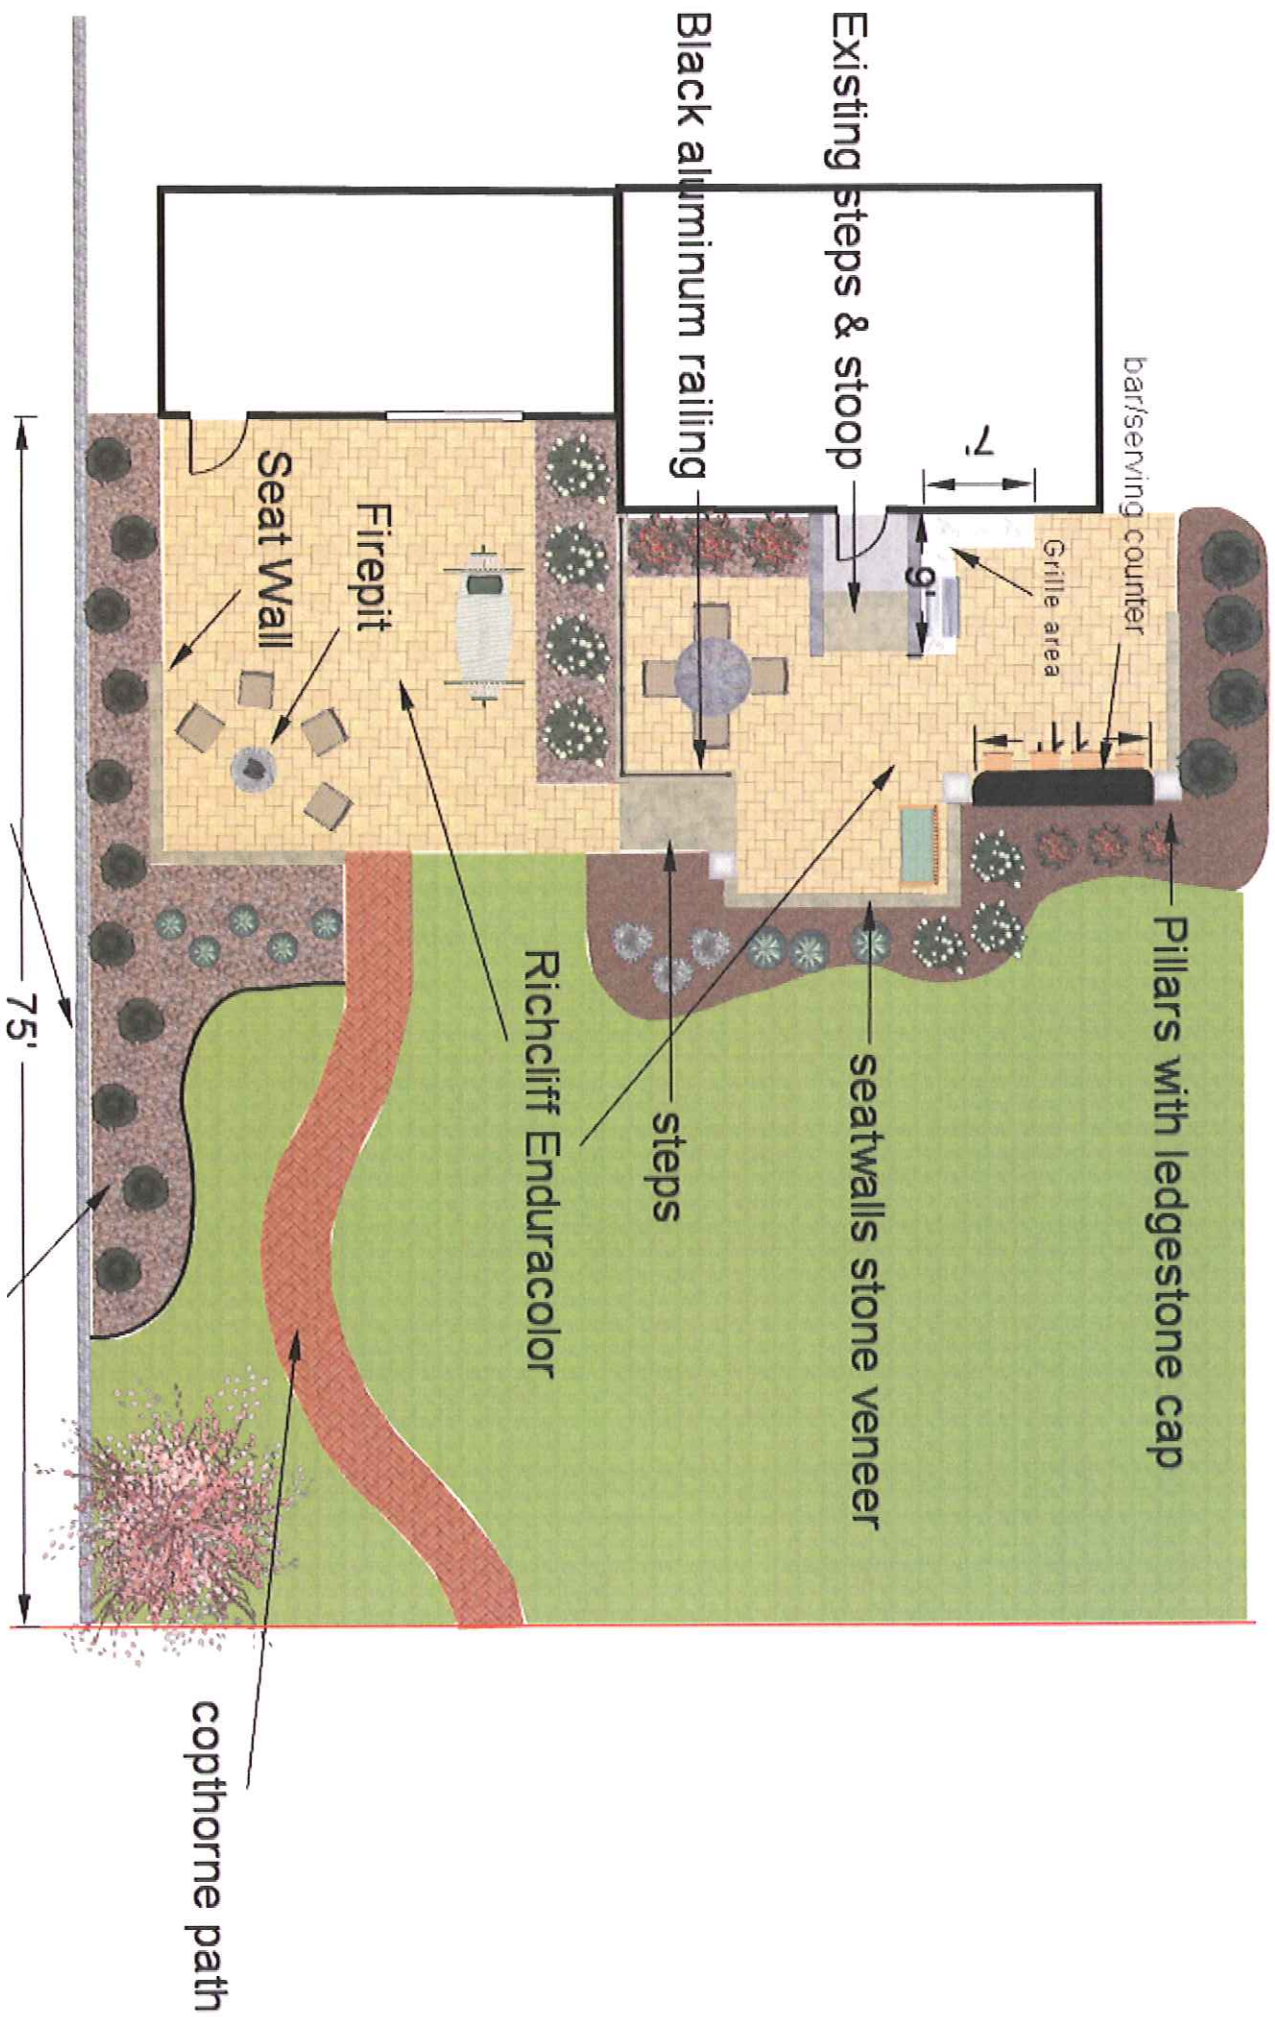 Pillars with ledgestone cap
bar/serving counter
Grille area
7'
9'
11'
Existing steps & stoop
seatwalls stone veneer
Black aluminum railing
steps
Richcliff Enduracolor
Firepit
Seat Wall
copthorne path
75'